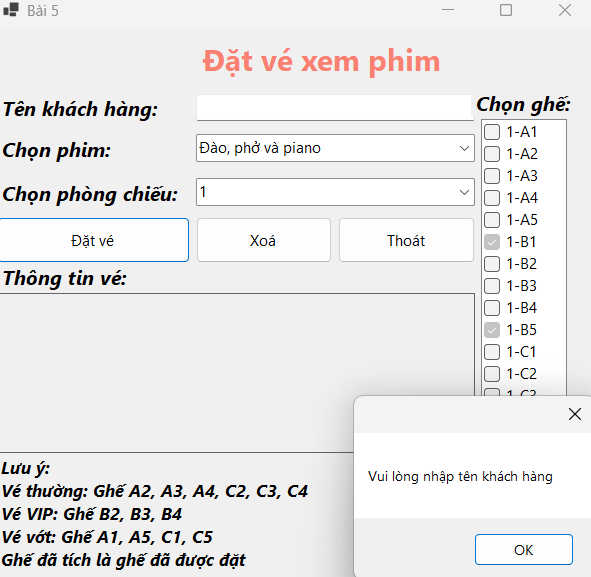 Bài 5
Đặt vé xem phim
Tên khách hàng:
Chọn phim:
Đào, phở và piano
Chọn phòng chiếu:
1
Đặt vé
Xoá
Thoát
Chọn ghế:
1-A1
1-A2
1-A3
1-A4
1-A5
1-B1
1-B2
1-B3
1-B4
1-B5
1-C1
1-C2
1-C3
Thông tin vé:
Vui lòng nhập tên khách hàng
OK
Lưu ý:
Vé thường: Ghế A2, A3, A4, C2, C3, C4
Vé VIP: Ghế B2, B3, B4
Vé vớt: Ghế A1, A5, C1, C5
Ghế đã tích là ghế đã được đặt